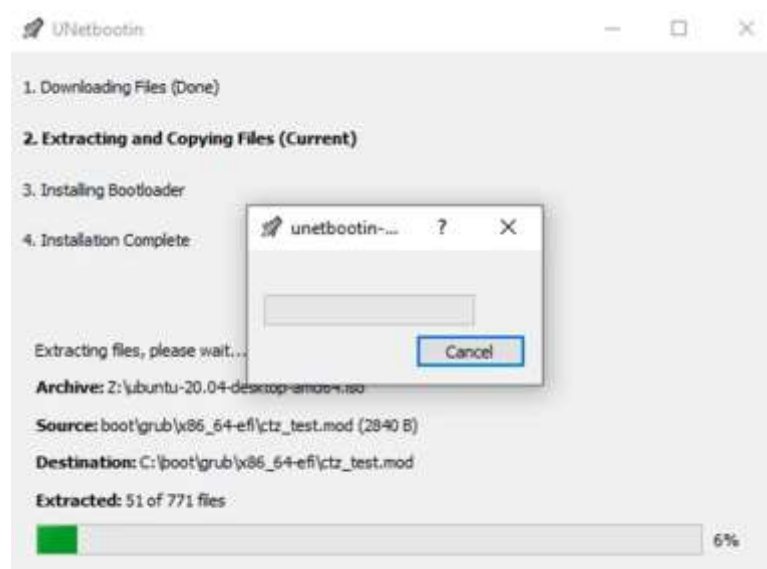 UNetbootin
1. Downloading Files (Done)
2. Extracting and Copying Files (Current)
3. Installing Bootloader
4. Installation Complete
unetbootin-... ?
Cancel
Extracting files, please wait...
Archive: Z:\ubuntu-20.04-desktop-amd64.iso
Source: boot\grub\x86_64-efi\ctz_test.mod (2840 B)
Destination: C:\boot\grub\x86_64-efi\ctz_test.mod
Extracted: 51 of 771 files
6%